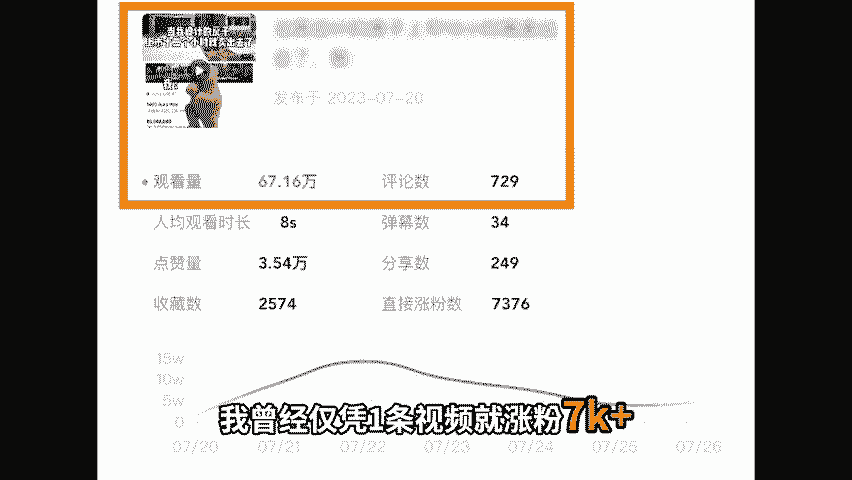 发布于 2023-07-20
观看量 67.16万 评论数 729
人均观看时长 8s 弹幕数 34
点赞量 3.54万 分享数 249
收藏数 2574 直接涨粉数 7376
15w
10w
5w
0
我曾经仅凭1条视频就涨粉7k+
07/20 07/21 07/22 07/23 07/24 07/25 07/26